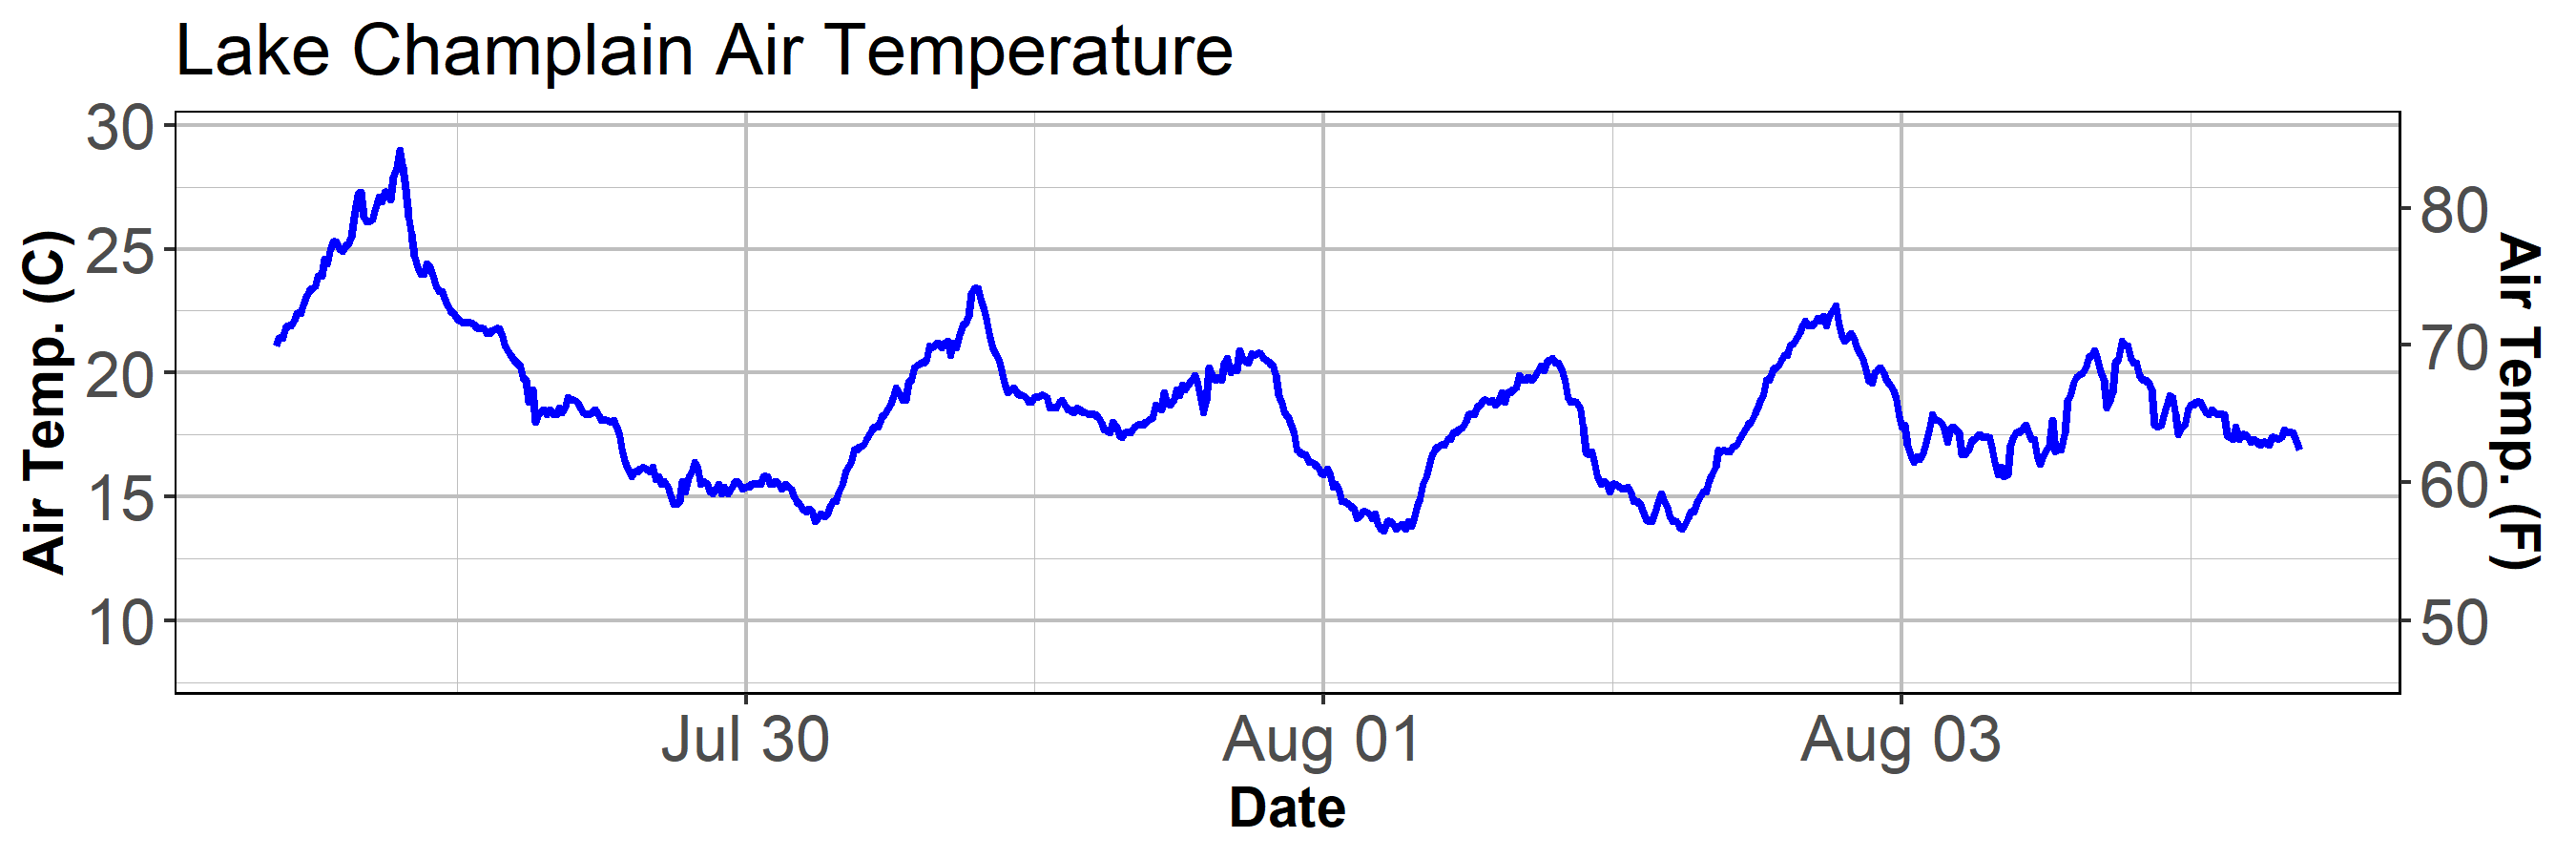 Lake Champlain Air Temperature
Air Temp. (C)
30
25
20
15
10
80
70
60
50
Air Temp. (F)
Jul 30
Aug 01
Aug 03
Date